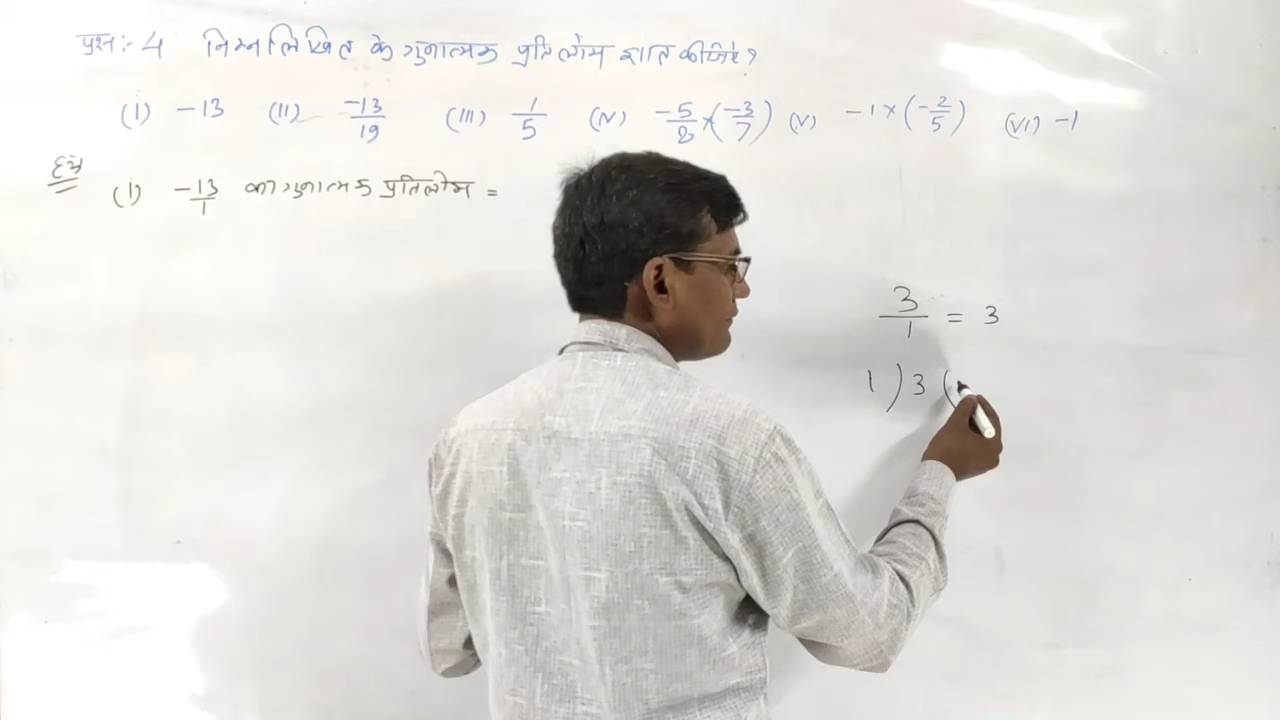 प्रश्न:- 4 निम्नलिखित के गुणात्मक प्रतिलोम ज्ञात कीजिए?
(I) -13 (II) -13/19 (III) 1/5 (IV) -5/8 × (-3/7) (V) -1 × (-2/5) (VI) -1
हल
(I) -13/1 का गुणात्मक प्रतिलोम =
3/1 = 3
1 ) 3 (